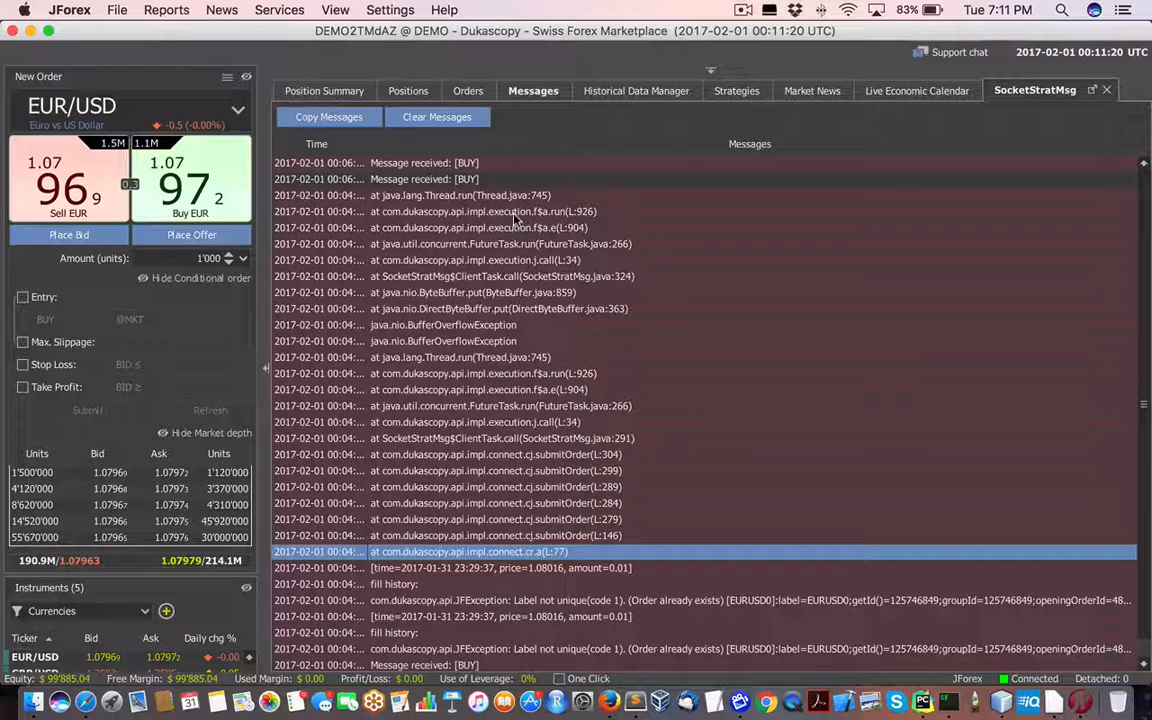 JForex File Reports News Services View Settings Help 83% Tue 7:11 PM
DEMO2TMdAZ @ DEMO - Dukascopy - Swiss Forex Marketplace (2017-02-01 00:11:20 UTC)
Support chat 2017-02-01 00:11:20 UTC
New Order
EUR/USD
Euro vs US Dollar -0.5 (-0.00%)
1.5M 1.1M
1.07 1.07
96 9 0.3 97 2
Sell EUR Buy EUR
Place Bid Place Offer
Amount (units): 1'000
Hide Conditional order
Entry:
BUY @MKT
Max. Slippage:
Stop Loss: BID ≤
Take Profit: BID ≥
Submit Refresh
Hide Market depth
Units Bid Ask Units
1'500'000 1.07969 1.07972 1'120'000
4'120'000 1.07968 1.07973 3'370'000
8'620'000 1.07967 1.07974 4'310'000
14'520'000 1.07966 1.07975 45'920'000
55'670'000 1.07965 1.07976 30'000'000
190.9M/1.07963 1.07979/214.1M
Instruments (5)
Currencies
Ticker Bid Ask Daily chg %
EUR/USD 1.07969 1.07972 -0.00
Position Summary Positions Orders Messages Historical Data Manager Strategies Market News Live Economic Calendar SocketStratMsg
Copy Messages Clear Messages
Time Messages
2017-02-01 00:06:... Message received: [BUY]
2017-02-01 00:06:... Message received: [BUY]
2017-02-01 00:04:... at java.lang.Thread.run(Thread.java:745)
2017-02-01 00:04:... at com.dukascopy.api.impl.execution.f$a.run(L:926)
2017-02-01 00:04:... at com.dukascopy.api.impl.execution.f$a.e(L:904)
2017-02-01 00:04:... at java.util.concurrent.FutureTask.run(FutureTask.java:266)
2017-02-01 00:04:... at com.dukascopy.api.impl.execution.j.call(L:34)
2017-02-01 00:04:... at SocketStratMsg$ClientTask.call(SocketStratMsg.java:324)
2017-02-01 00:04:... at java.nio.ByteBuffer.put(ByteBuffer.java:859)
2017-02-01 00:04:... at java.nio.DirectByteBuffer.put(DirectByteBuffer.java:363)
2017-02-01 00:04:... java.nio.BufferOverflowException
2017-02-01 00:04:... java.nio.BufferOverflowException
2017-02-01 00:04:... at java.lang.Thread.run(Thread.java:745)
2017-02-01 00:04:... at com.dukascopy.api.impl.execution.f$a.run(L:926)
2017-02-01 00:04:... at com.dukascopy.api.impl.execution.f$a.e(L:904)
2017-02-01 00:04:... at java.util.concurrent.FutureTask.run(FutureTask.java:266)
2017-02-01 00:04:... at com.dukascopy.api.impl.execution.j.call(L:34)
2017-02-01 00:04:... at SocketStratMsg$ClientTask.call(SocketStratMsg.java:291)
2017-02-01 00:04:... at com.dukascopy.api.impl.connect.cj.submitOrder(L:304)
2017-02-01 00:04:... at com.dukascopy.api.impl.connect.cj.submitOrder(L:299)
2017-02-01 00:04:... at com.dukascopy.api.impl.connect.cj.submitOrder(L:289)
2017-02-01 00:04:... at com.dukascopy.api.impl.connect.cj.submitOrder(L:284)
2017-02-01 00:04:... at com.dukascopy.api.impl.connect.cj.submitOrder(L:279)
2017-02-01 00:04:... at com.dukascopy.api.impl.connect.cj.submitOrder(L:146)
2017-02-01 00:04:... at com.dukascopy.api.impl.connect.cr.a(L:77)
2017-02-01 00:04:... [time=2017-01-31 23:29:37, price=1.08016, amount=0.01]
2017-02-01 00:04:... fill history:
2017-02-01 00:04:... com.dukascopy.api.JFException: Label not unique(code 1). (Order already exists) [EURUSD0]:label=EURUSD0;getId()=125746849;groupId=125746849;openingOrderId=48...
2017-02-01 00:04:... [time=2017-01-31 23:29:37, price=1.08016, amount=0.01]
2017-02-01 00:04:... fill history:
2017-02-01 00:04:... com.dukascopy.api.JFException: Label not unique(code 1). (Order already exists) [EURUSD0]:label=EURUSD0;getId()=125746849;groupId=125746849;openingOrderId=48...
2017-02-01 00:04:... Message received: [BUY]
Equity: $ 99'885.04 Free Margin: $ 99'885.04 Used Margin: $ 0.00 Profit/Loss: $ 0.00 Use of Leverage: 0% One Click JForex Connected Detached: 0